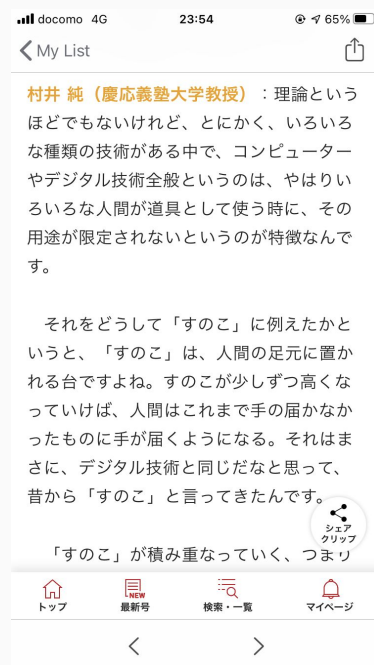 docomo 4G 23:54 65%
My List
村井 純（慶応義塾大学教授）：理論という
ほどでもないけれど、とにかく、いろいろ
な種類の技術がある中で、コンピューター
やデジタル技術全般というのは、やはりい
ろいろな人間が道具として使う時に、その
用途が限定されないというのが特徴なんで
す。
それをどうして「すのこ」に例えたかと
いうと、「すのこ」は、人間の足元に置か
れる台ですよね。すのこが少しずつ高くな
っていけば、人間はこれまで手の届かなか
ったものに手が届くようになる。それはま
さに、デジタル技術と同じだなと思って、
昔から「すのこ」と言ってきたんです。
シェア
クリップ
「すのこ」が積み重なっていく、つまり
NEW
トップ 最新号 検索・一覧 マイページ